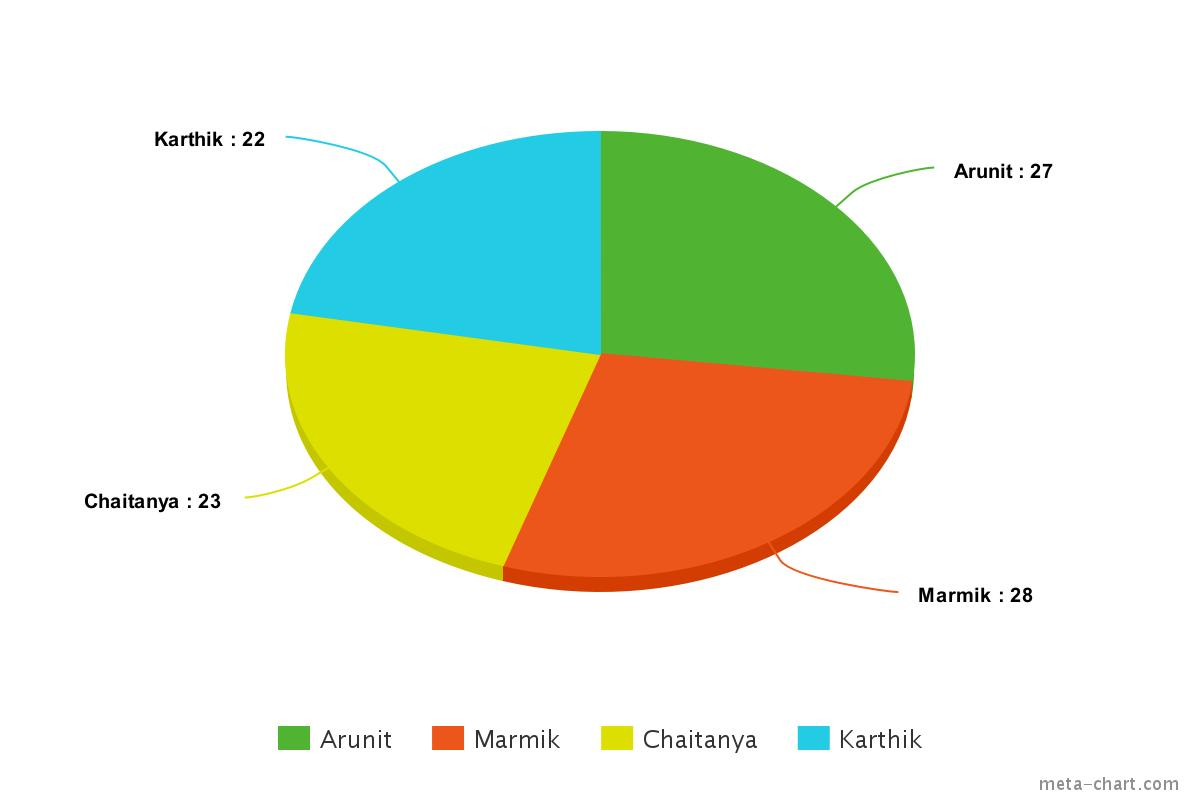 Karthik : 22
Arunit : 27
Chaitanya : 23
Marmik : 28
Arunit Marmik Chaitanya Karthik
meta-chart.com